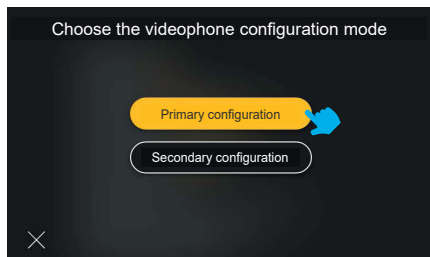 Choose the videophone configuration mode
Primary configuration
Secondary configuration